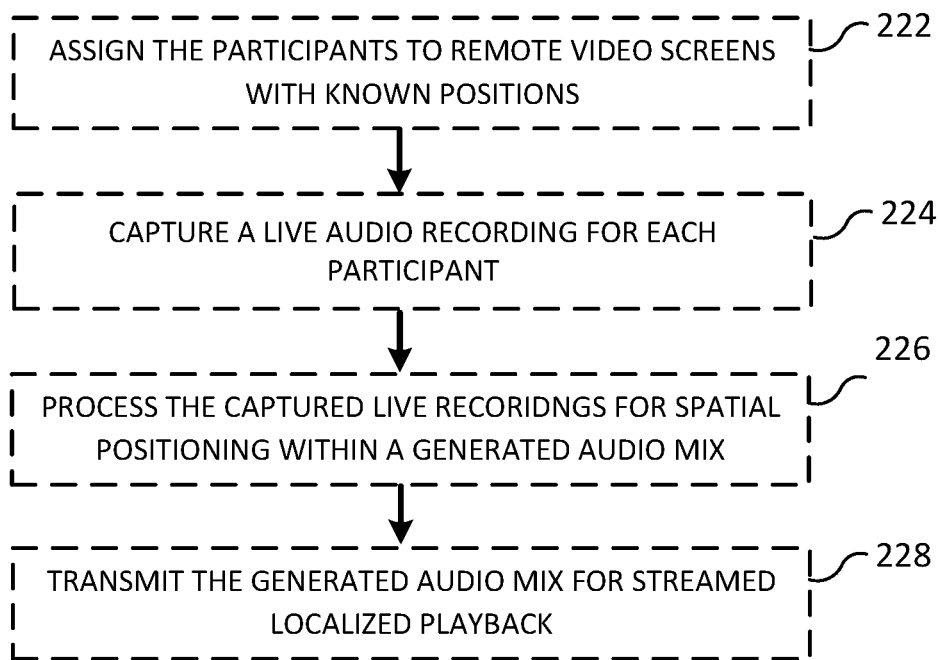 222
ASSIGN THE PARTICIPANTS TO REMOTE VIDEO SCREENS
WITH KNOWN POSITIONS
224
CAPTURE A LIVE AUDIO RECORDING FOR EACH
PARTICIPANT
226
PROCESS THE CAPTURED LIVE RECORIDNGS FOR SPATIAL
POSITIONING WITHIN A GENERATED AUDIO MIX
228
TRANSMIT THE GENERATED AUDIO MIX FOR STREAMED
LOCALIZED PLAYBACK